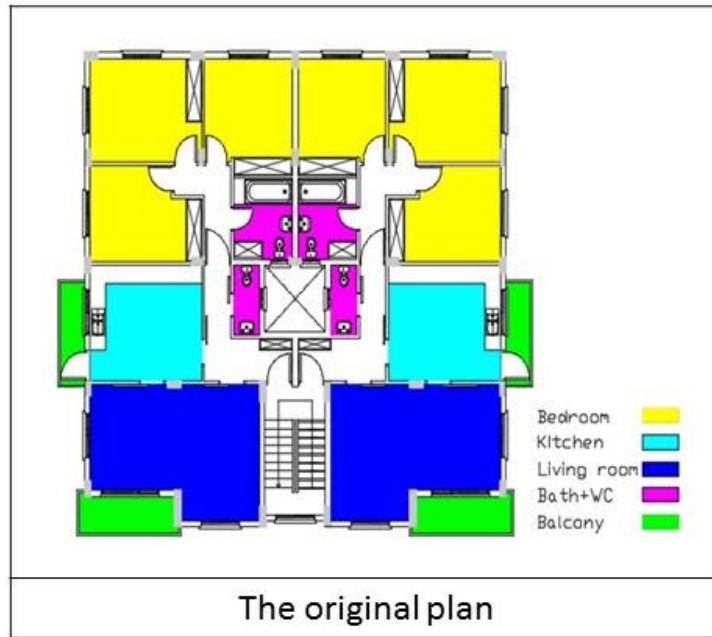 Bedroom
Kitchen
Living room
Bath+WC
Balcony
The original plan